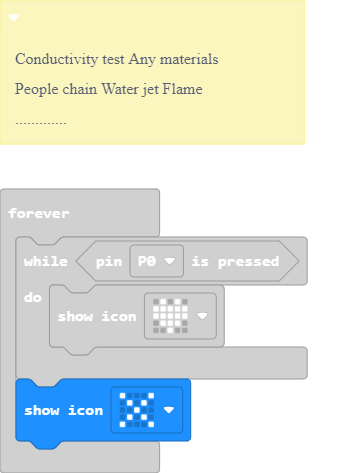 Conductivity test Any materials
People chain Water jet Flame
.............
forever
while pin P0 is pressed
do
show icon
show icon